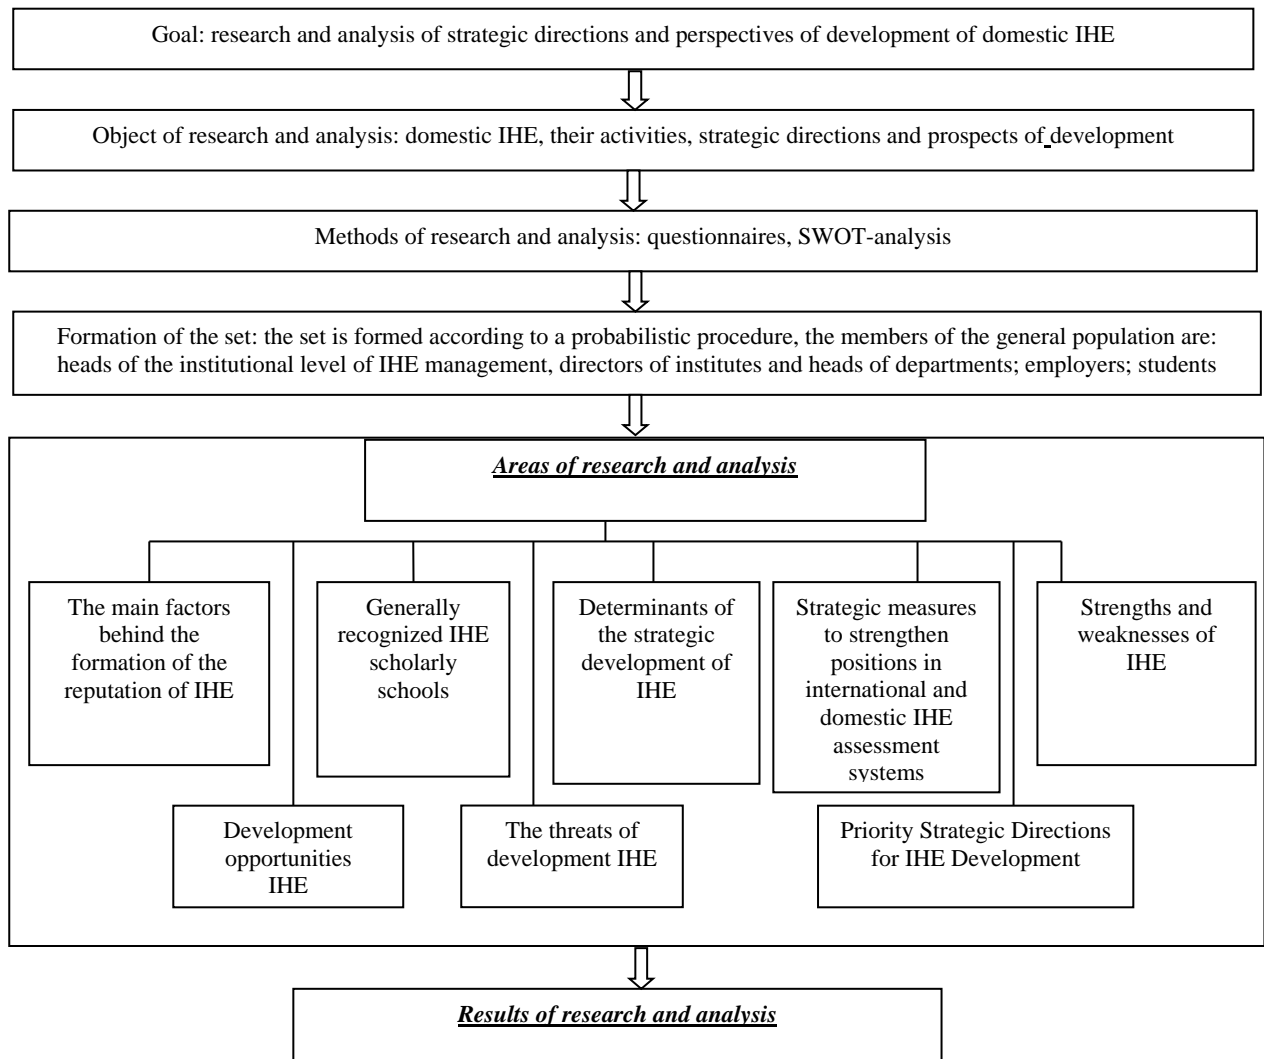 Goal: research and analysis of strategic directions and perspectives of development of domestic IHE
Object of research and analysis: domestic IHE, their activities, strategic directions and prospects of development
Methods of research and analysis: questionnaires, SWOT-analysis
Formation of the set: the set is formed according to a probabilistic procedure, the members of the general population are:
heads of the institutional level of IHE management, directors of institutes and heads of departments; employers; students
Areas of research and analysis
The main factors
behind the
formation of the
reputation of IHE
Generally
recognized IHE
scholarly
schools
Determinants of
the strategic
development of
IHE
Strategic measures
to strengthen
positions in
international and
domestic IHE
assessment
systems
Strengths and
weaknesses of
IHE
Development
opportunities
IHE
The threats of
development IHE
Priority Strategic Directions
for IHE Development
Results of research and analysis